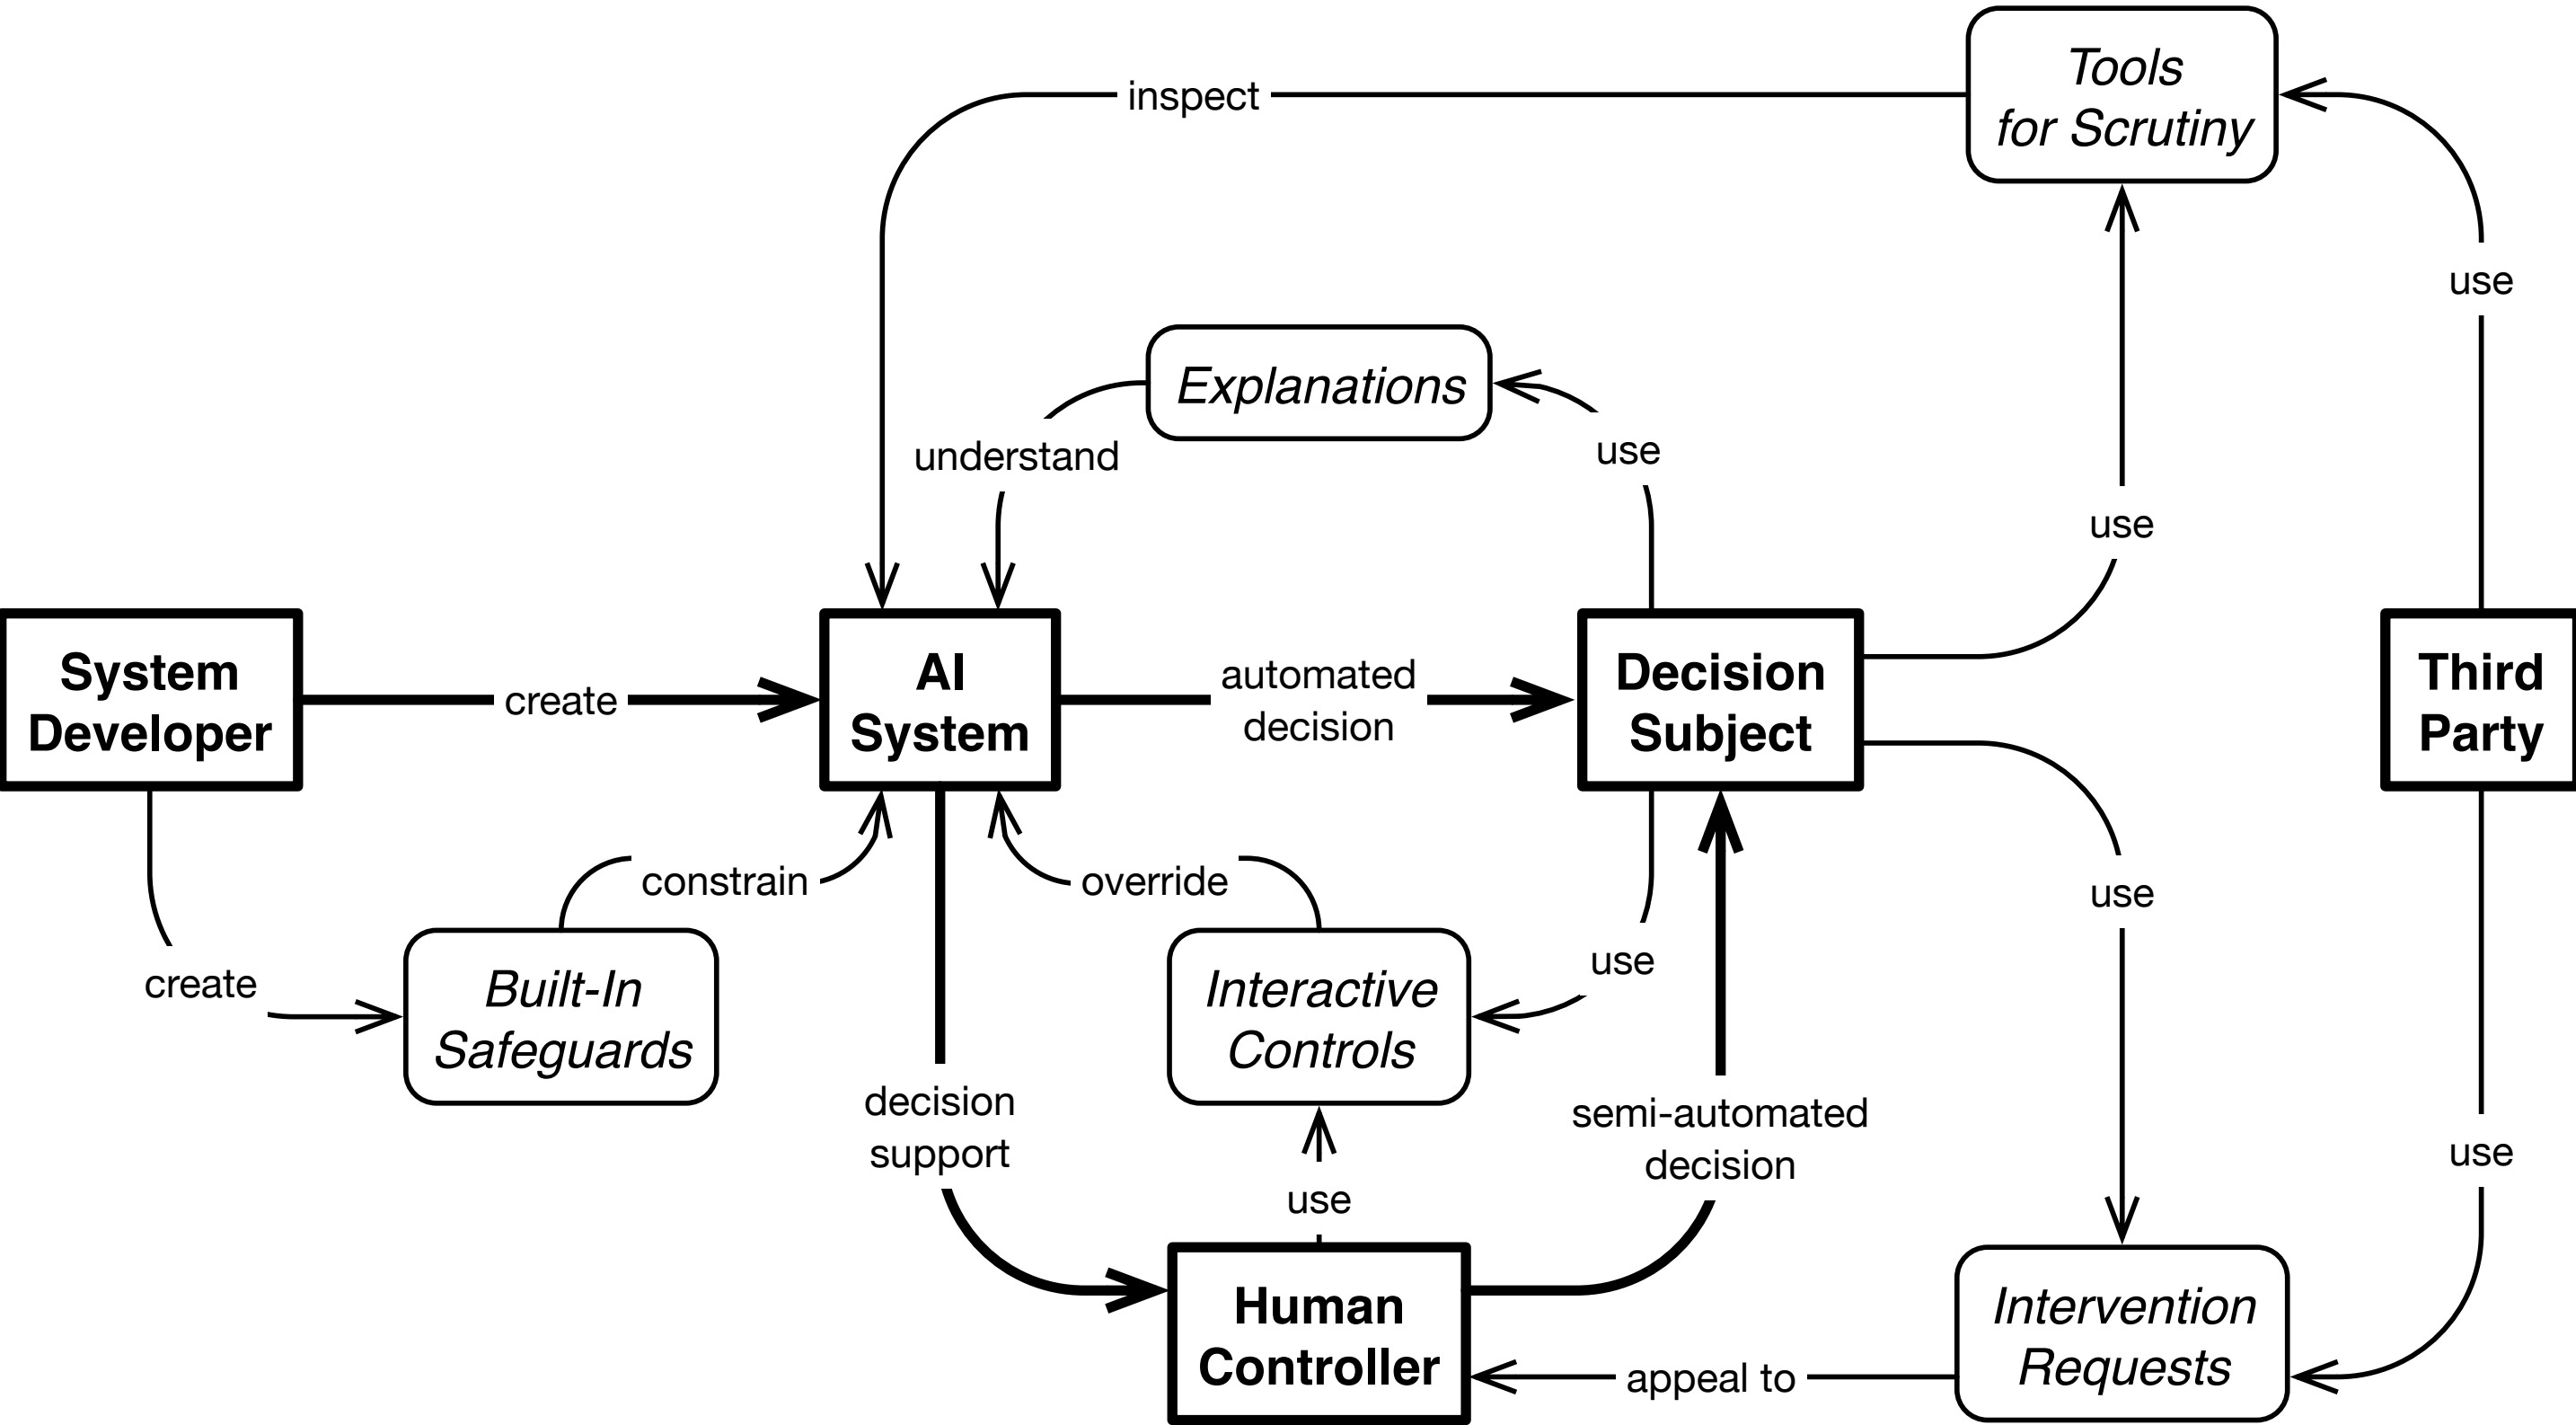 Tools
for Scrutiny
inspect
use
Explanations
understand
use
use
System
Developer
create
AI
System
automated
decision
Decision
Subject
Third
Party
constrain
override
use
create
Built-In
Safeguards
Interactive
Controls
use
decision
support
semi-automated
decision
use
use
Human
Controller
appeal to
Intervention
Requests